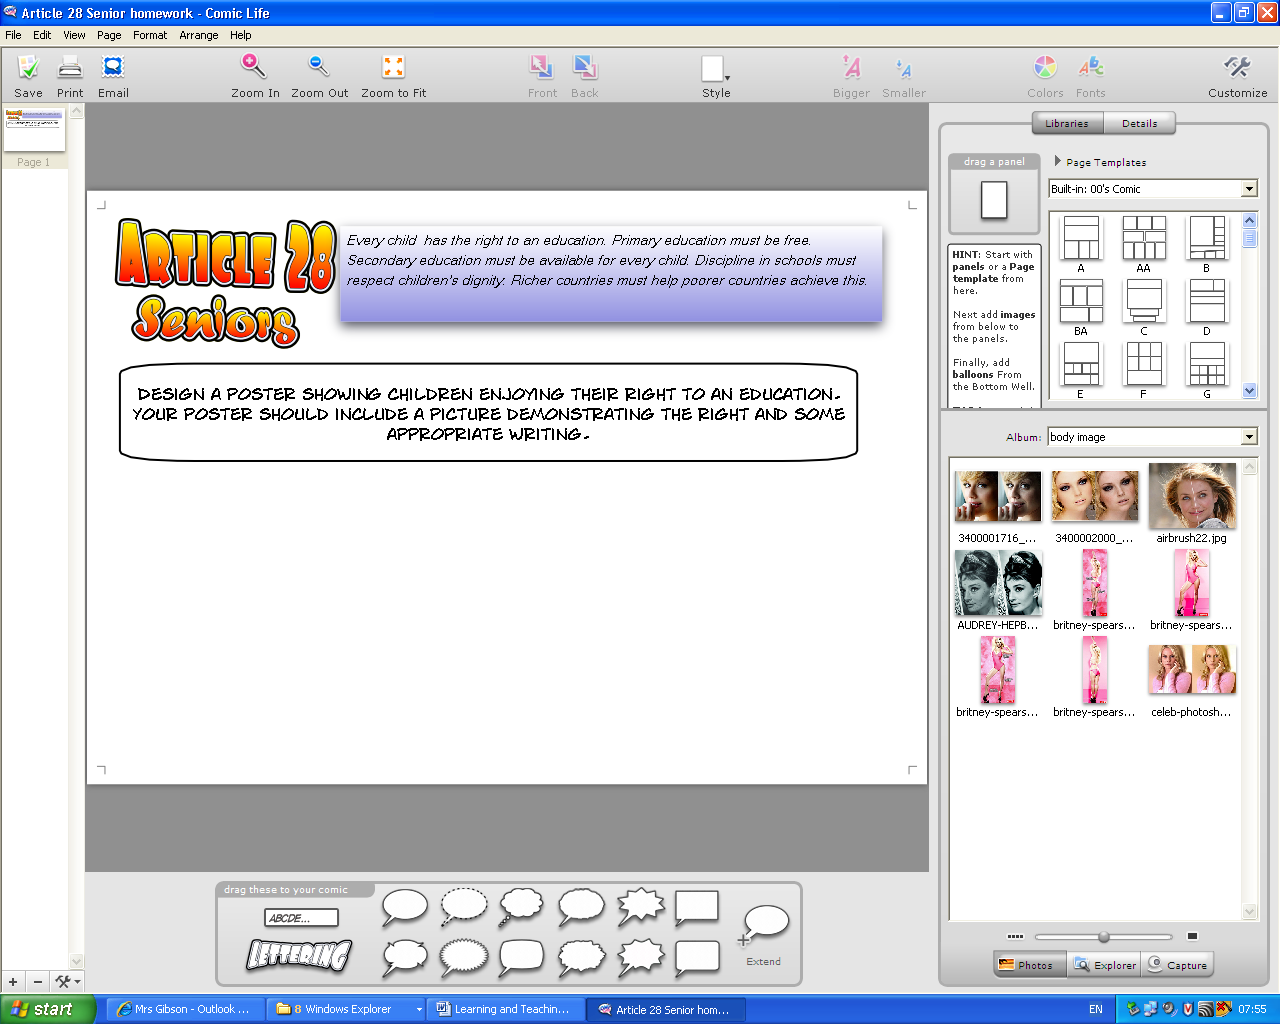 Article 28 Senior homework - Comic Life
File Edit View Page Format Arrange Help
Save Print Email Zoom In Zoom Out Zoom to Fit Front Back Style Bigger Smaller Colors Fonts Customize
Page 1
ARTICLE 28
Seniors
Every child has the right to an education. Primary education must be free.
Secondary education must be available for every child. Discipline in schools must
respect children's dignity. Richer countries must help poorer countries achieve this.
DESIGN A POSTER SHOWING CHILDREN ENJOYING THEIR RIGHT TO AN EDUCATION.
YOUR POSTER SHOULD INCLUDE A PICTURE DEMONSTRATING THE RIGHT AND SOME
APPROPRIATE WRITING.
Libraries Details
drag a panel
Page Templates
Built-in: 00's Comic
HINT: Start with
panels or a Page
template from
here.
Next add images
from below to
the panels.
Finally, add
balloons From
the Bottom Well.
A AA B
BA C D
E F G
Album: body image
3400001716_... 3400002000_... airbrush22.jpg
AUDREY-HEPB... britney-spears... britney-spears...
britney-spears... britney-spears... celeb-photosh...
Photos Explorer Capture
drag these to your comic
ABCDE...
LETTERING
Extend
start Mrs Gibson - Outlook ... 8 Windows Explorer Learning and Teachin... Article 28 Senior hom... EN 07:55